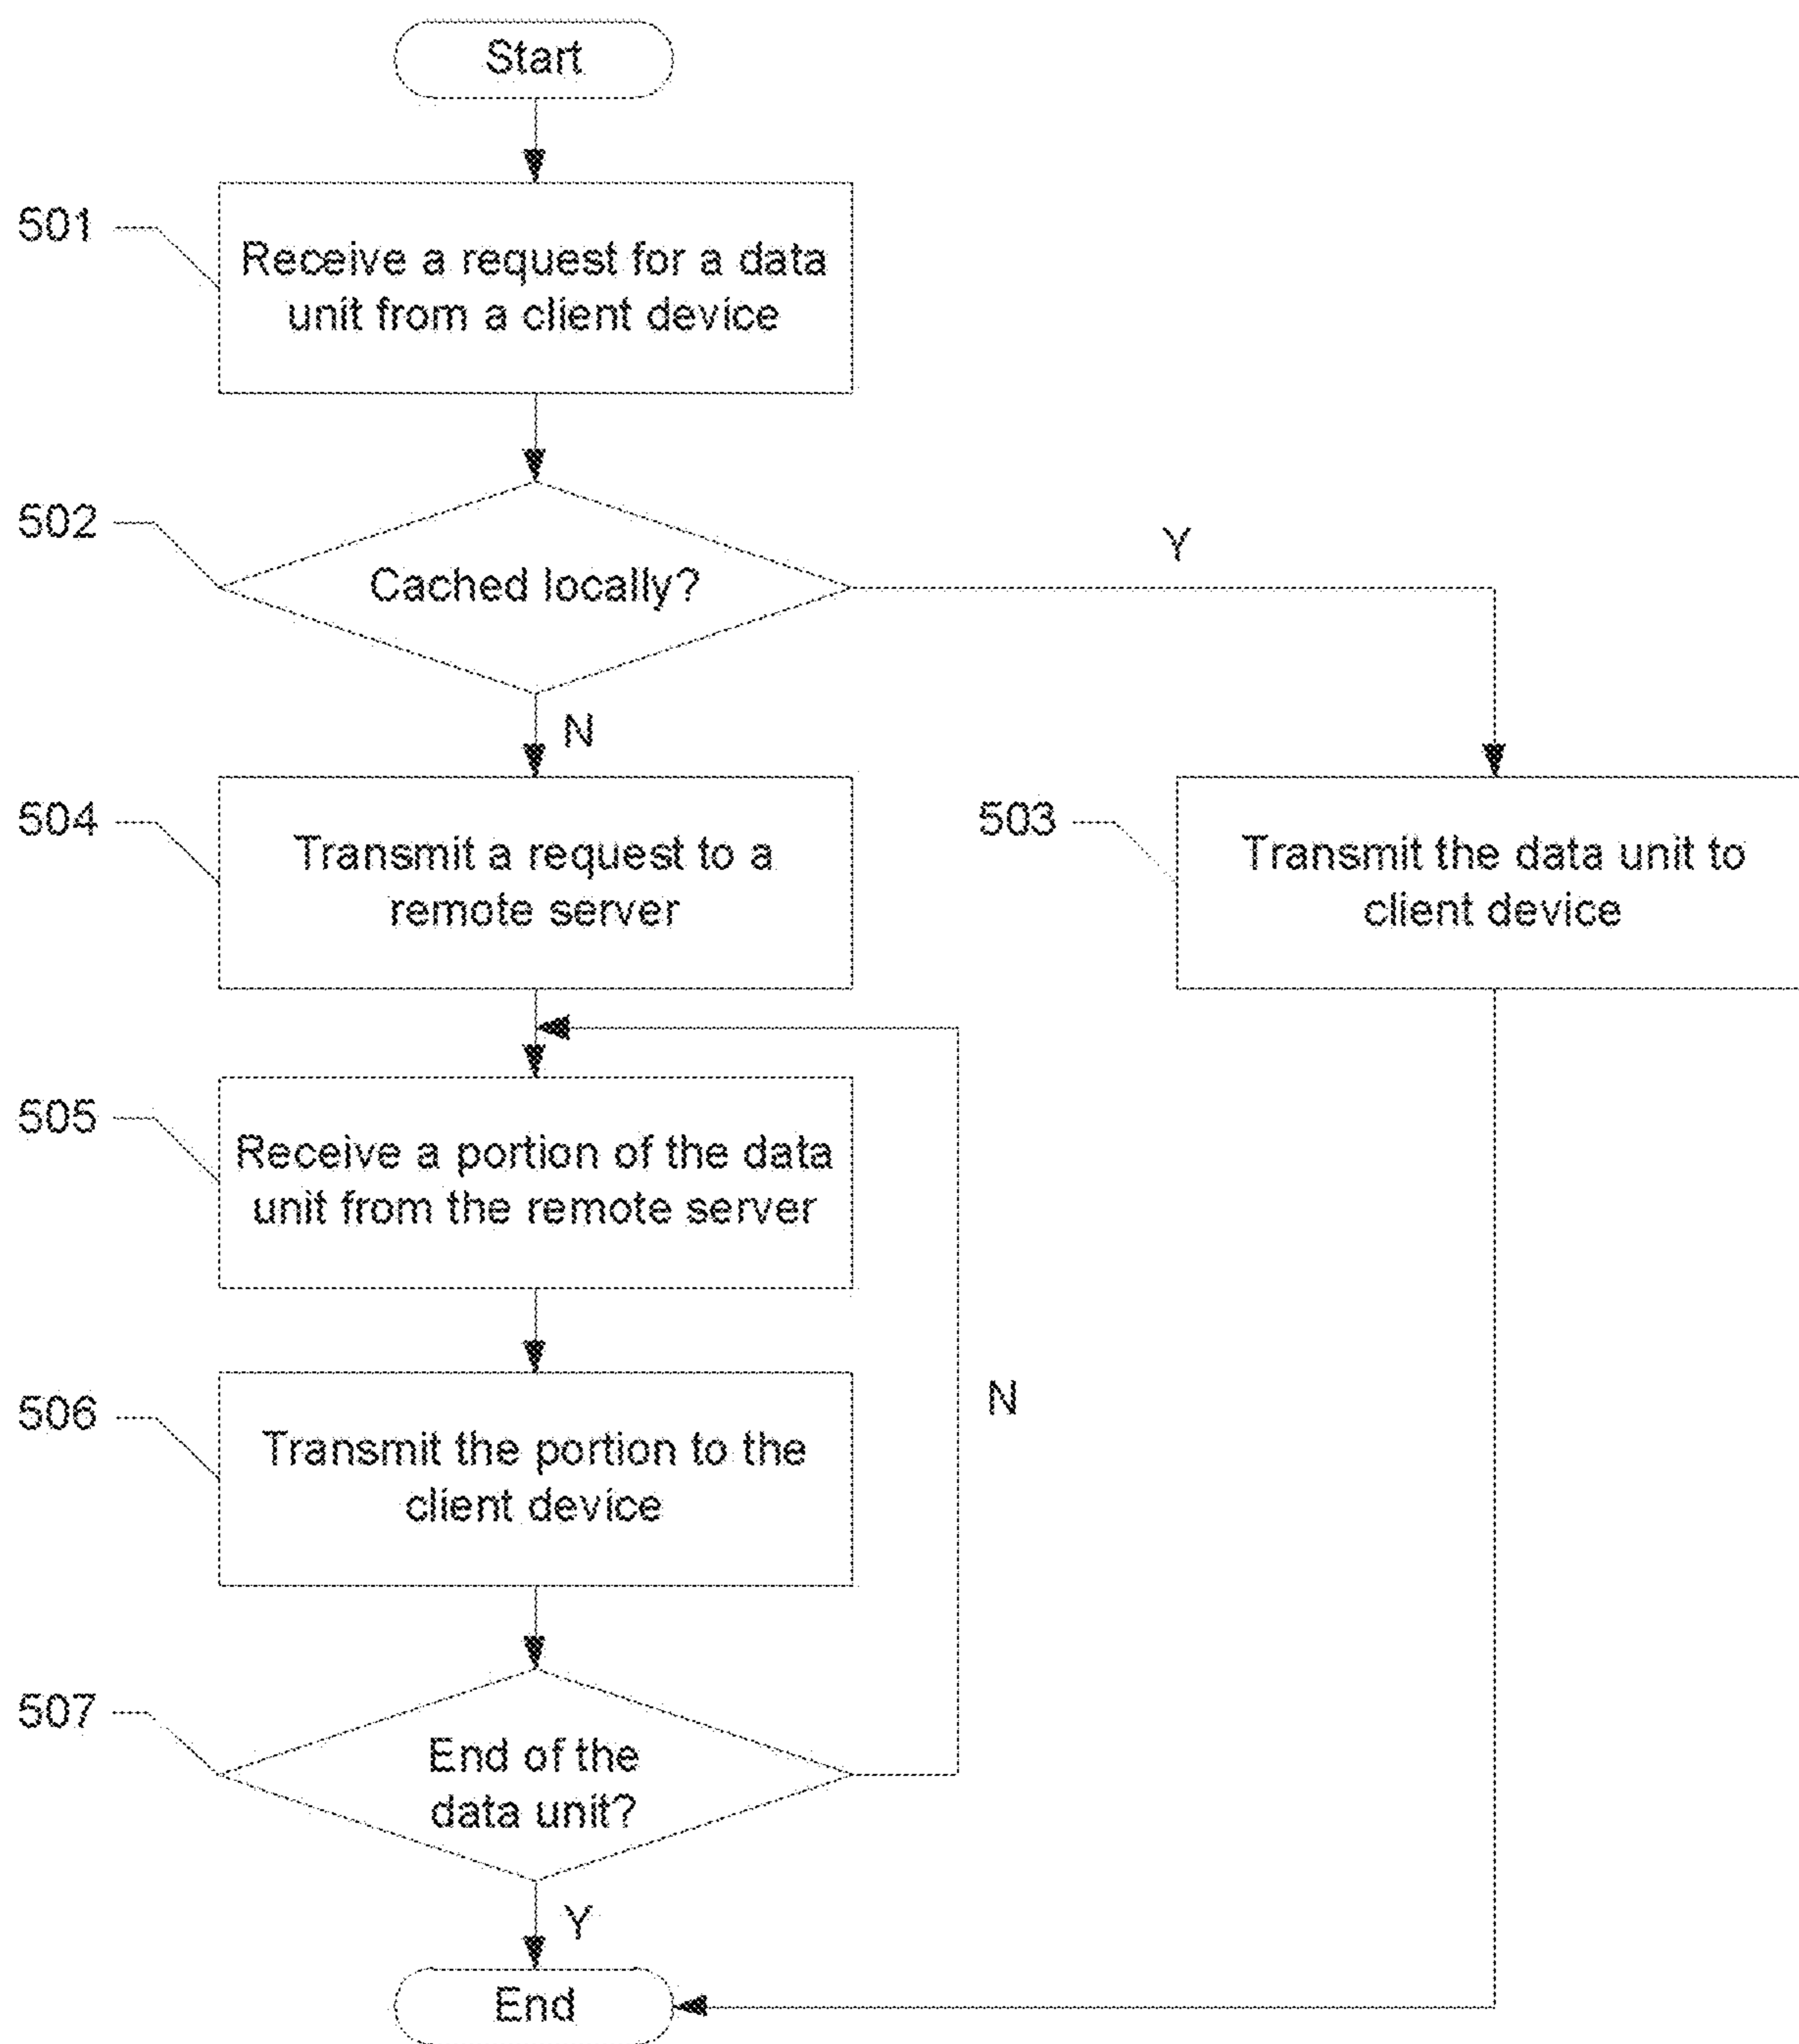 Start
501
Receive a request for a data
unit from a client device
502
Cached locally?
Y
N
504
Transmit a request to a
remote server
503
Transmit the data unit to
client device
505
Receive a portion of the data
unit from the remote server
506
Transmit the portion to the
client device
N
507
End of the
data unit?
Y
End